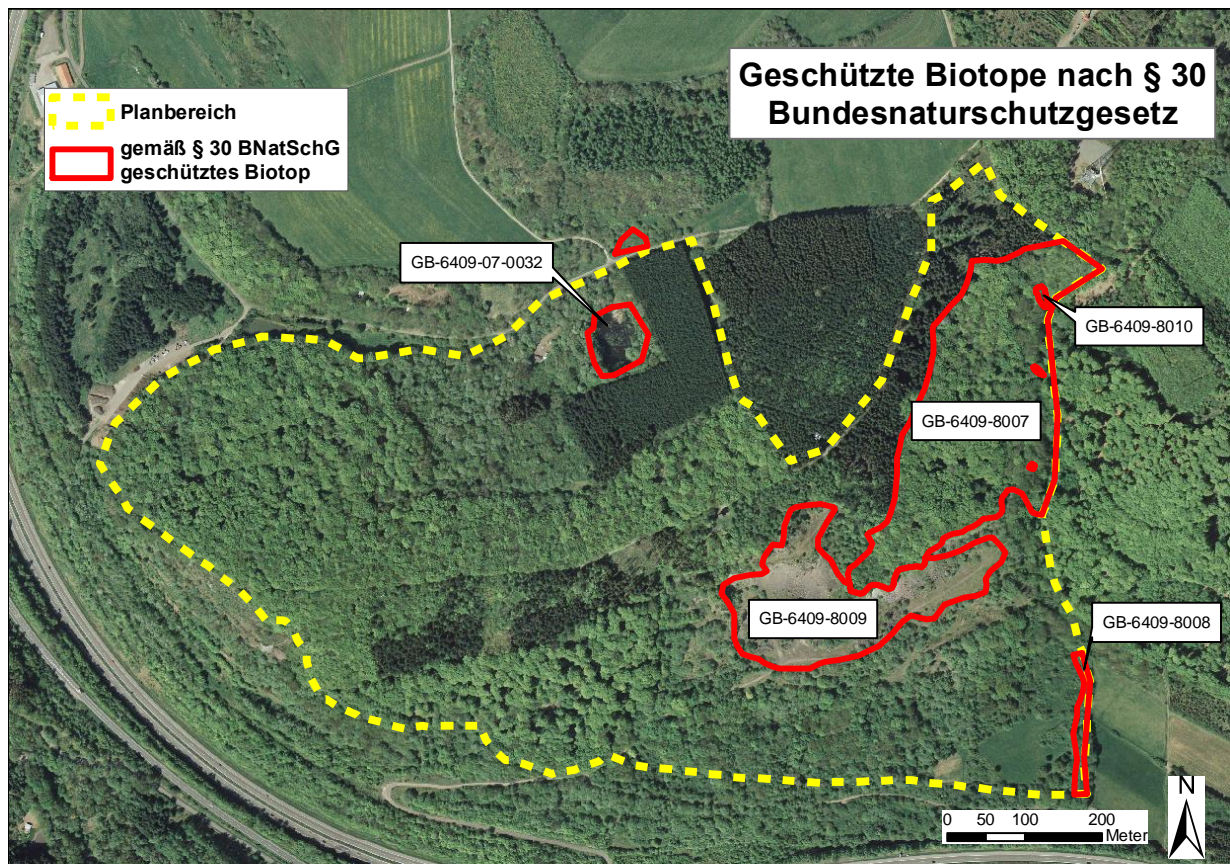 Geschützte Biotope nach § 30
Bundesnaturschutzgesetz
Planbereich
gemäß § 30 BNatSchG
geschütztes Biotop
GB-6409-07-0032
GB-6409-8010
GB-6409-8007
GB-6409-8009
GB-6409-8008
N
0 50 100 200
Meter